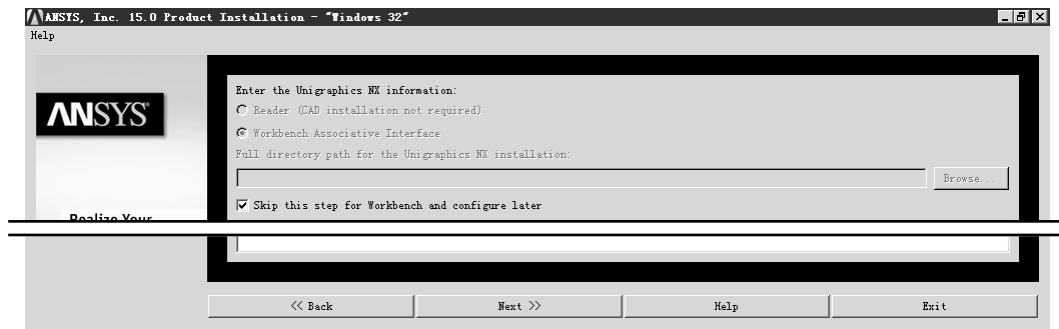 ANSYS, Inc. 15.0 Product Installation - "Windows 32"
Help
ANSYS
Enter the Unigraphics NX information:
Reader (CAD installation not required)
Workbench Associative Interface
Full directory path for the Unigraphics NX installation:
Browse...
Skip this step for Workbench and configure later
Realize Your
<< Back Next >> Help Exit